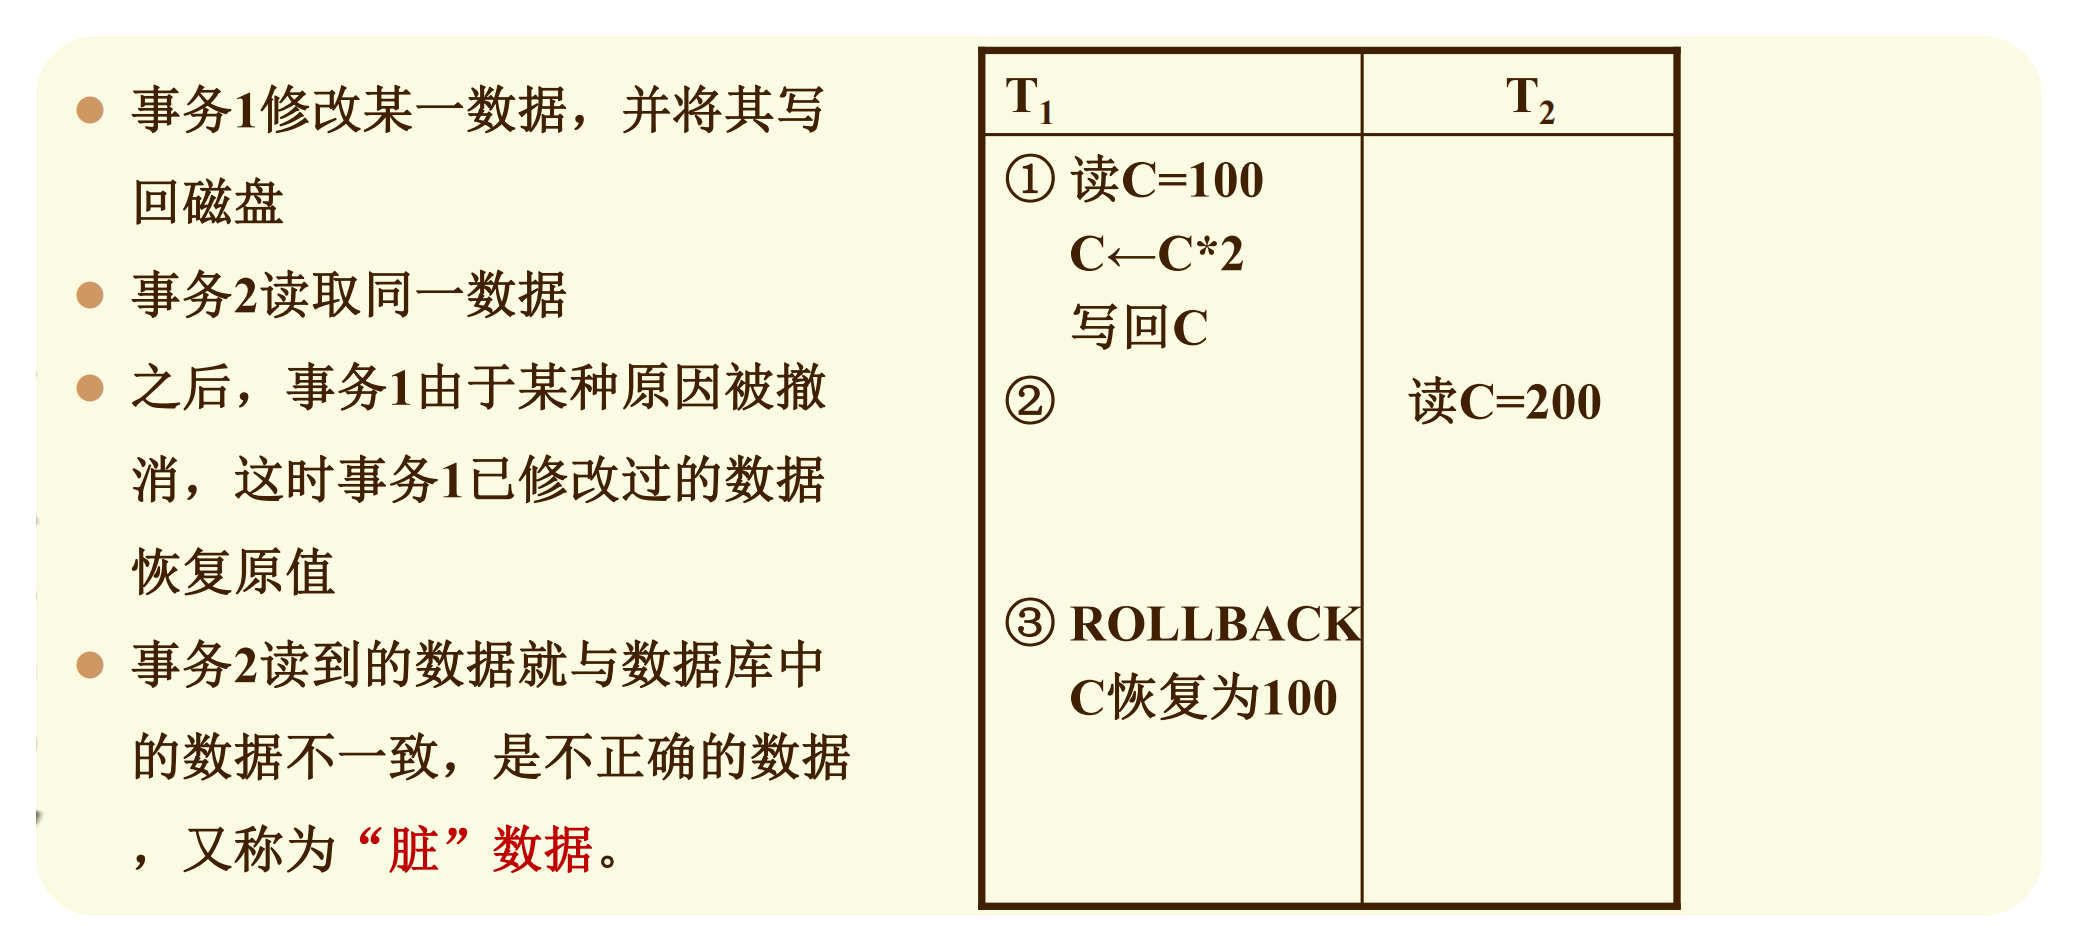 事务1修改某一数据，并将其写
回磁盘
事务2读取同一数据
之后，事务1由于某种原因被撤
消，这时事务1已修改过的数据
恢复原值
事务2读到的数据就与数据库中
的数据不一致，是不正确的数据
，又称为“脏”数据。
T1 T2
① 读C=100
C←C*2
写回C
② 读C=200
③ ROLLBACK
C恢复为100